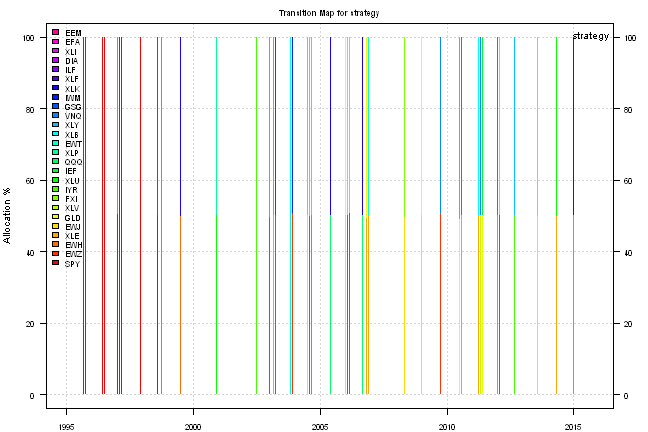 Transition Map for strategy
strategy
Allocation %
100
80
60
40
20
0
EEM
EFA
XLI
DIA
ILF
XLF
XLK
IWM
GSG
VNQ
XLY
XLB
EWT
XLP
QQQ
IEF
XLU
IYR
FXI
XLV
GLD
EWJ
XLE
EWH
EWZ
SPY
100
80
60
40
20
0
1995
2000
2005
2010
2015